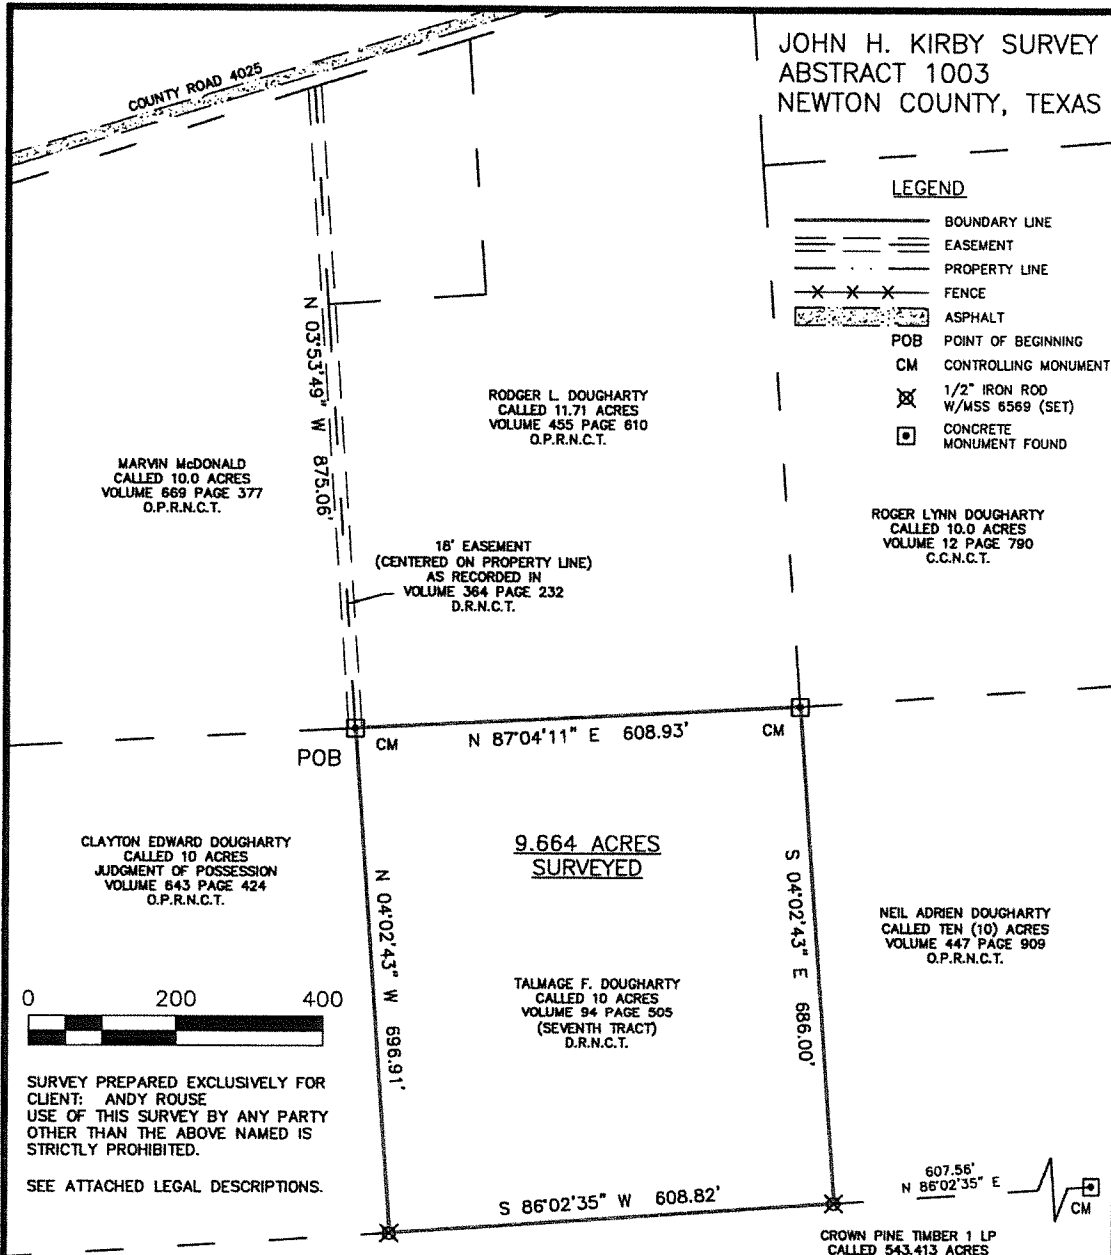 JOHN H. KIRBY SURVEY
ABSTRACT 1003
NEWTON COUNTY, TEXAS
COUNTY ROAD 4025
LEGEND
BOUNDARY LINE
EASEMENT
PROPERTY LINE
FENCE
ASPHALT
POB POINT OF BEGINNING
CM CONTROLLING MONUMENT
1/2" IRON ROD
W/MSS 6569 (SET)
CONCRETE
MONUMENT FOUND
N 03°53'49" W 875.06'
RODGER L. DOUGHARTY
CALLED 11.71 ACRES
VOLUME 455 PAGE 610
O.P.R.N.C.T.
MARVIN McDONALD
CALLED 10.0 ACRES
VOLUME 669 PAGE 377
O.P.R.N.C.T.
ROGER LYNN DOUGHARTY
CALLED 10.0 ACRES
VOLUME 12 PAGE 790
C.C.N.C.T.
18' EASEMENT
(CENTERED ON PROPERTY LINE)
AS RECORDED IN
VOLUME 364 PAGE 232
D.R.N.C.T.
POB
CM
N 87°04'11" E 608.93'
CM
CLAYTON EDWARD DOUGHARTY
CALLED 10 ACRES
JUDGMENT OF POSSESSION
VOLUME 643 PAGE 424
O.P.R.N.C.T.
9.664 ACRES
SURVEYED
N 04°02'43" W 696.91'
S 04°02'43" E 686.00'
NEIL ADRIEN DOUGHARTY
CALLED TEN (10) ACRES
VOLUME 447 PAGE 909
O.P.R.N.C.T.
TALMAGE F. DOUGHARTY
CALLED 10 ACRES
VOLUME 94 PAGE 505
(SEVENTH TRACT)
D.R.N.C.T.
0 200 400
SURVEY PREPARED EXCLUSIVELY FOR
CLIENT: ANDY ROUSE
USE OF THIS SURVEY BY ANY PARTY
OTHER THAN THE ABOVE NAMED IS
STRICTLY PROHIBITED.
SEE ATTACHED LEGAL DESCRIPTIONS.
S 86°02'35" W 608.82'
607.56'
N 86°02'35" E
CM
CROWN PINE TIMBER 1 LP
CALLED 543.413 ACRES